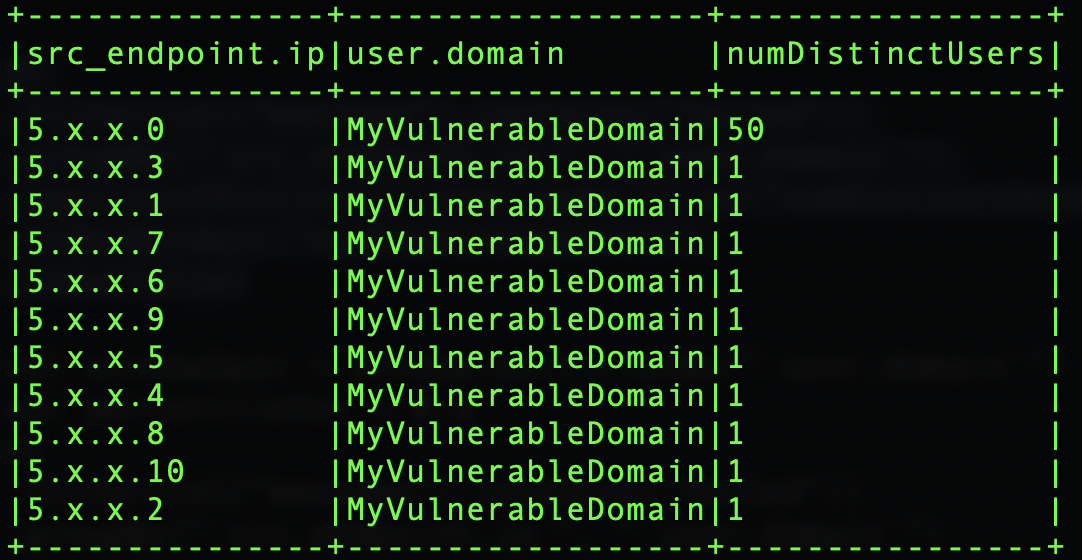 +---------------+-------------------+----------------+
|src_endpoint.ip|user.domain        |numDistinctUsers|
+---------------+-------------------+----------------+
|5.x.x.0        |MyVulnerableDomain|50              |
|5.x.x.3        |MyVulnerableDomain|1               |
|5.x.x.1        |MyVulnerableDomain|1               |
|5.x.x.7        |MyVulnerableDomain|1               |
|5.x.x.6        |MyVulnerableDomain|1               |
|5.x.x.9        |MyVulnerableDomain|1               |
|5.x.x.5        |MyVulnerableDomain|1               |
|5.x.x.4        |MyVulnerableDomain|1               |
|5.x.x.8        |MyVulnerableDomain|1               |
|5.x.x.10       |MyVulnerableDomain|1               |
|5.x.x.2        |MyVulnerableDomain|1               |
+---------------+-------------------+----------------+